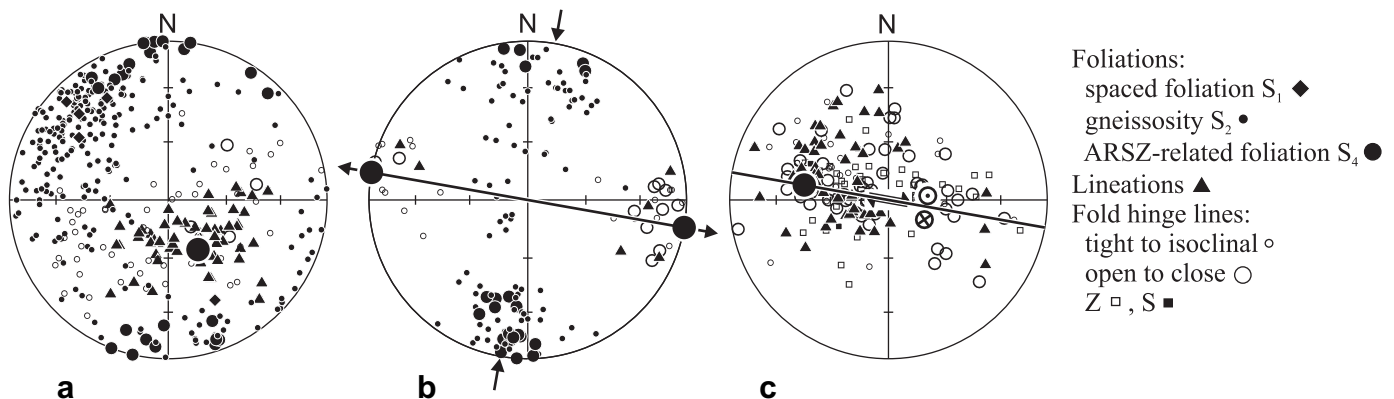 N
N
N
Foliations:
spaced foliation S₁ ◆
gneissosity S₂ •
ARSZ-related foliation S₄ ●
Lineations ▲
Fold hinge lines:
tight to isoclinal ○
open to close ◯
Z □ , S ■
a
b
c